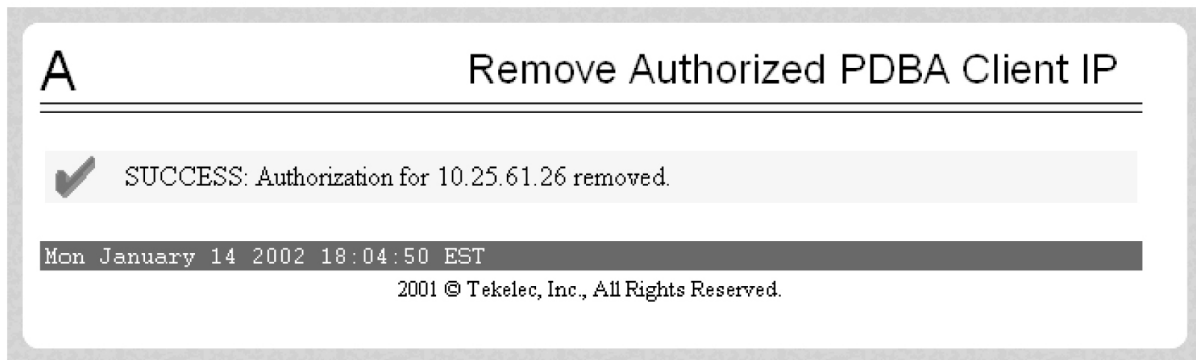 A
Remove Authorized PDBA Client IP
SUCCESS: Authorization for 10.25.61.26 removed.
Mon January 14 2002 18:04:50 EST
2001 © Tekelec, Inc., All Rights Reserved.